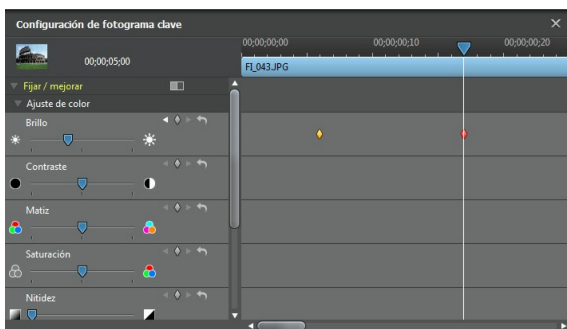 Configuración de fotograma clave
00;00;05;00
00;00;00;00 00;00;00;10 00;00;00;20
FI_043.JPG
Fijar / mejorar
Ajuste de color
Brillo
Contraste
Matiz
Saturación
Nitidez